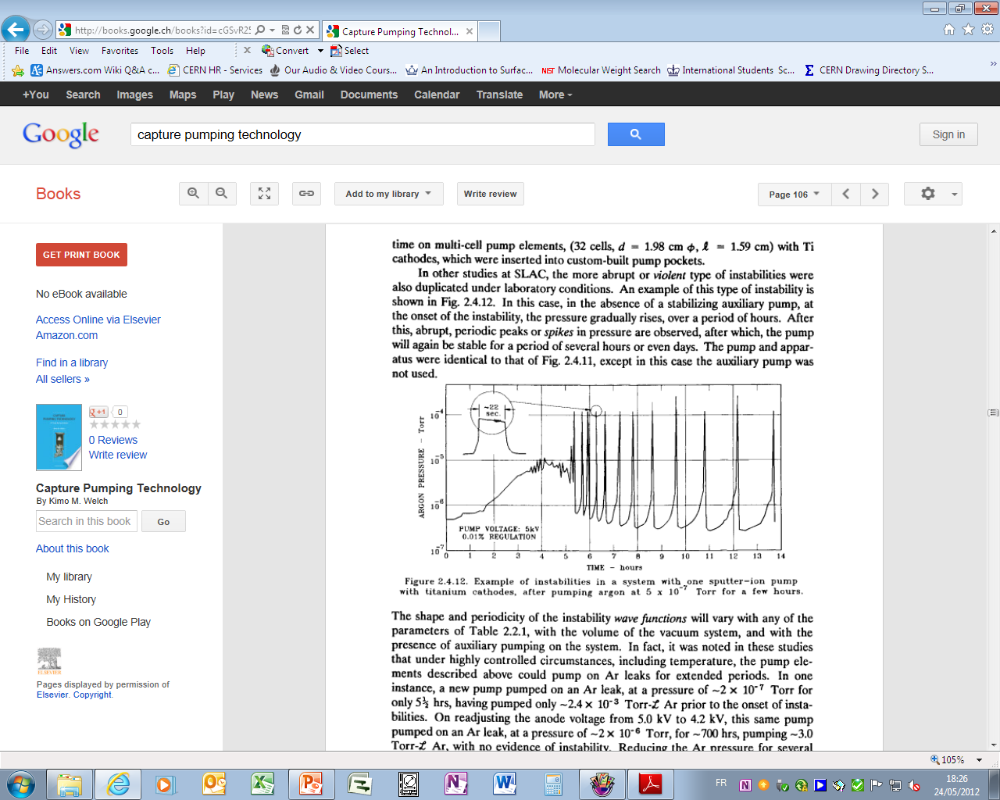 http://books.google.ch/books?id=cGSvR2
Capture Pumping Technol...
File Edit View Favorites Tools Help
Convert
Select
Answers.com Wiki Q&A c...
CERN HR - Services
Our Audio & Video Cours...
An Introduction to Surfac...
NIST Molecular Weight Search
International Students Sc...
CERN Drawing Directory S...
+You Search Images Maps Play News Gmail Documents Calendar Translate More
Google
capture pumping technology
Sign in
Books
Add to my library
Write review
Page 106
GET PRINT BOOK
No eBook available
Access Online via Elsevier
Amazon.com
Find in a library
All sellers »
+1
0
0 Reviews
Write review
Capture Pumping Technology
By Kimo M. Welch
Search in this book
Go
About this book
My library
My History
Books on Google Play
ELSEVIER
Pages displayed by permission of
Elsevier. Copyright.
time on multi-cell pump elements, (32 cells, d = 1.98 cm ϕ, ℓ = 1.59 cm) with Ti
cathodes, which were inserted into custom-built pump pockets.
In other studies at SLAC, the more abrupt or violent type of instabilities were
also duplicated under laboratory conditions. An example of this type of instability is
shown in Fig. 2.4.12. In this case, in the absence of a stabilizing auxiliary pump, at
the onset of the instability, the pressure gradually rises, over a period of hours. After
this, abrupt, periodic peaks or spikes in pressure are observed, after which, the pump
will again be stable for a period of several hours or even days. The pump and appar-
atus were identical to that of Fig. 2.4.11, except in this case the auxiliary pump was
not used.
~22
sec.
ARGON PRESSURE – Torr
10⁻⁴
10⁻⁵
10⁻⁶
10⁻⁷
PUMP VOLTAGE: 5kV
0.01% REGULATION
0 1 2 3 4 5 6 7 8 9 10 11 12 13 14
TIME – hours
Figure 2.4.12. Example of instabilities in a system with one sputter-ion pump
with titanium cathodes, after pumping argon at 5 x 10⁻⁷ Torr for a few hours.
The shape and periodicity of the instability wave functions will vary with any of the
parameters of Table 2.2.1, with the volume of the vacuum system, and with the
presence of auxiliary pumping on the system. In fact, it was noted in these studies
that under highly controlled circumstances, including temperature, the pump ele-
ments described above could pump on Ar leaks for extended periods. In one
instance, a new pump pumped on an Ar leak, at a pressure of ~2 × 10⁻⁷ Torr for
only 5½ hrs, having pumped only ~2.4 × 10⁻³ Torr-ℒ Ar prior to the onset of insta-
bilities. On readjusting the anode voltage from 5.0 kV to 4.2 kV, this same pump
pumped on an Ar leak, at a pressure of ~2 × 10⁻⁶ Torr, for ~700 hrs, pumping ~3.0
Torr-ℒ Ar, with no evidence of instability. Reducing the Ar pressure for several
105%
FR
18:26
24/05/2012